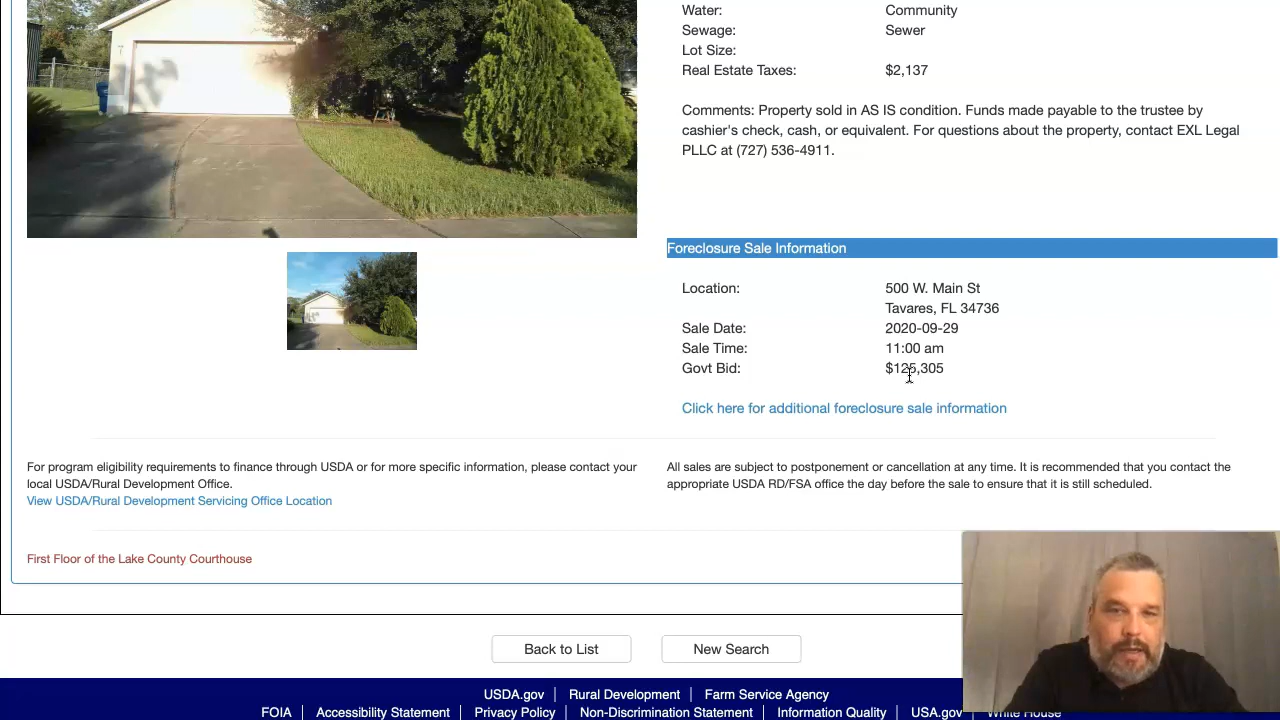 Water: Community
Sewage: Sewer
Lot Size:
Real Estate Taxes: $2,137
Comments: Property sold in AS IS condition. Funds made payable to the trustee by
cashier's check, cash, or equivalent. For questions about the property, contact EXL Legal
PLLC at (727) 536-4911.
Foreclosure Sale Information
Location: 500 W. Main St
Tavares, FL 34736
Sale Date: 2020-09-29
Sale Time: 11:00 am
Govt Bid: $125,305
Click here for additional foreclosure sale information
For program eligibility requirements to finance through USDA or for more specific information, please contact your
local USDA/Rural Development Office.
View USDA/Rural Development Servicing Office Location
All sales are subject to postponement or cancellation at any time. It is recommended that you contact the
appropriate USDA RD/FSA office the day before the sale to ensure that it is still scheduled.
First Floor of the Lake County Courthouse
Back to List New Search
USDA.gov | Rural Development | Farm Service Agency
FOIA | Accessibility Statement | Privacy Policy | Non-Discrimination Statement | Information Quality | USA.gov | White House